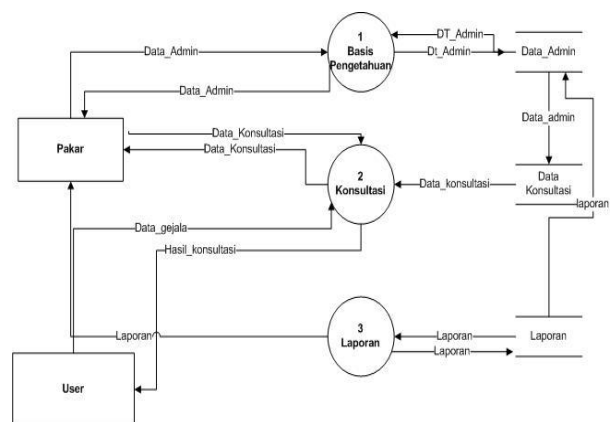 1
Basis
Pengetahuan
DT_Admin
Data_Admin
Dt_Admin
Data_Admin
Data_Admin
Data_admin
Pakar
Data_Konsultasi
Data_Konsultasi
2
Konsultasi
Data_konsultasi
Data
Konsultasi
laporan
Data_gejala
Hasil_konsultasi
Laporan
3
Laporan
Laporan
Laporan
Laporan
User